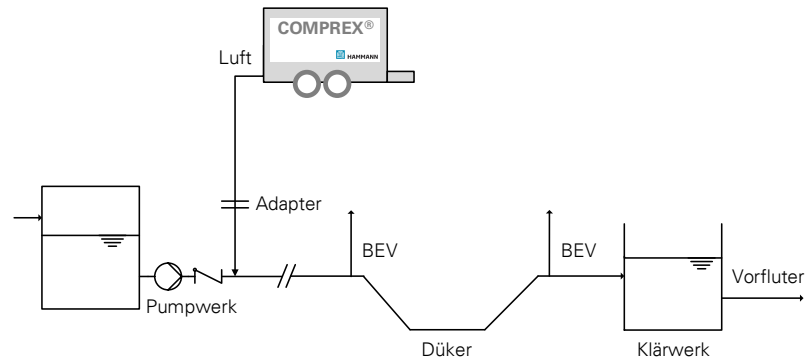 COMPREX®
HAMMANN
Luft
Adapter
BEV
BEV
Vorfluter
Pumpwerk
Düker
Klärwerk